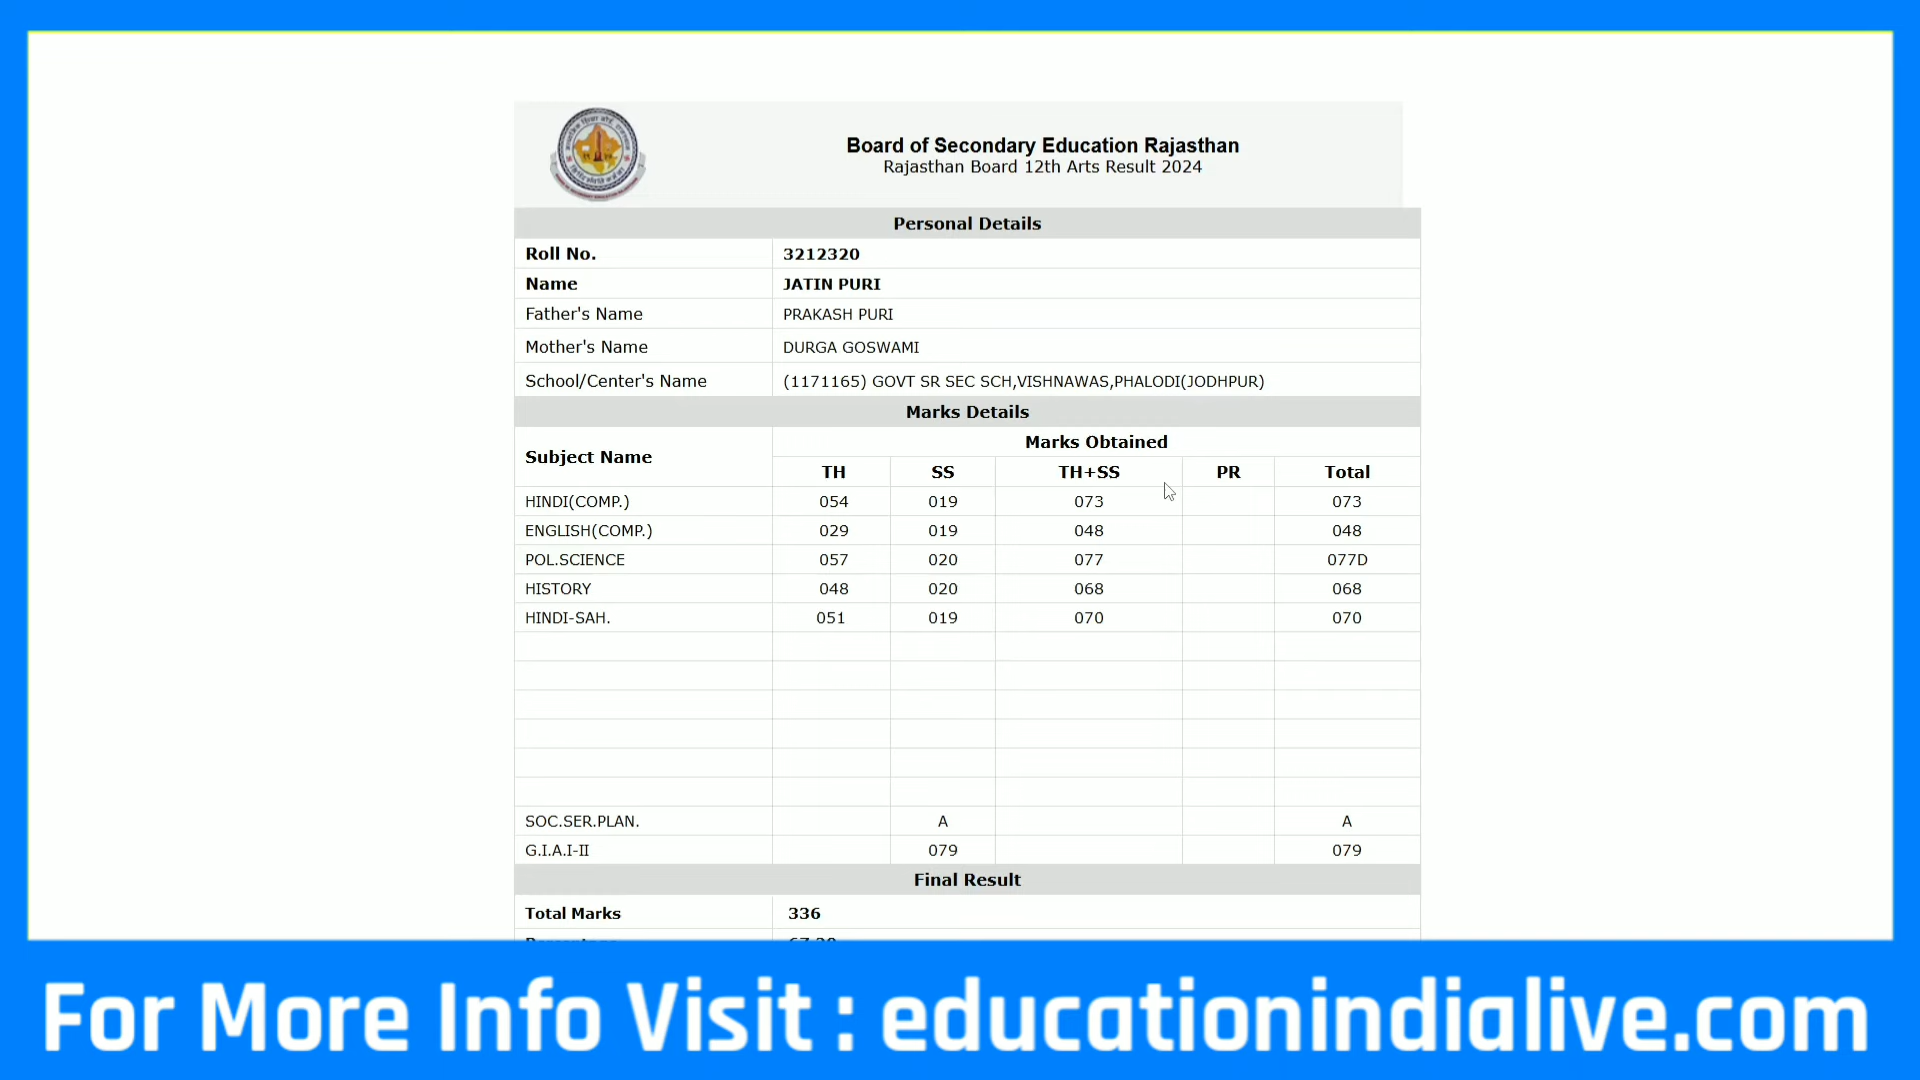 Board of Secondary Education Rajasthan
Rajasthan Board 12th Arts Result 2024
Personal Details
Roll No. 3212320
Name JATIN PURI
Father's Name PRAKASH PURI
Mother's Name DURGA GOSWAMI
School/Center's Name (1171165) GOVT SR SEC SCH,VISHNAWAS,PHALODI(JODHPUR)
Marks Details
Subject Name Marks Obtained
TH SS TH+SS PR Total
HINDI(COMP.) 054 019 073 073
ENGLISH(COMP.) 029 019 048 048
POL.SCIENCE 057 020 077 077D
HISTORY 048 020 068 068
HINDI-SAH. 051 019 070 070
SOC.SER.PLAN. A A
G.I.A.I-II 079 079
Final Result
Total Marks 336
For More Info Visit : educationindialive.com